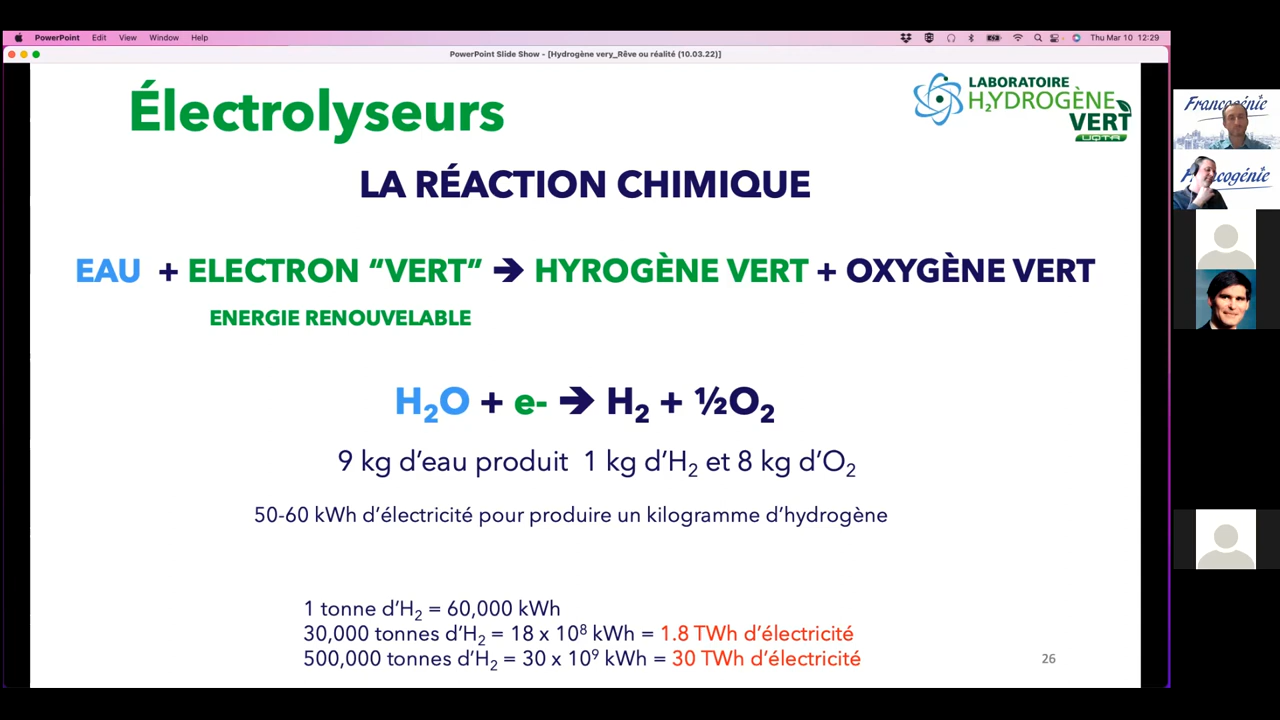 PowerPoint Edit View Window Help
Thu Mar 10 12:29
PowerPoint Slide Show - [Hydrogène very_Rêve ou réalité (10.03.22)]
Électrolyseurs
LABORATOIRE
H₂YDROGÈNE
VERT
UQTR
LA RÉACTION CHIMIQUE
EAU + ELECTRON “VERT” ➔ HYROGÈNE VERT + OXYGÈNE VERT
ENERGIE RENOUVELABLE
H₂O + e- ➔ H₂ + ½O₂
9 kg d’eau produit 1 kg d’H₂ et 8 kg d’O₂
50-60 kWh d’électricité pour produire un kilogramme d’hydrogène
1 tonne d’H₂ = 60,000 kWh
30,000 tonnes d’H₂ = 18 x 10⁸ kWh = 1.8 TWh d’électricité
500,000 tonnes d’H₂ = 30 x 10⁹ kWh = 30 TWh d’électricité
26
Francogénie
Francogénie